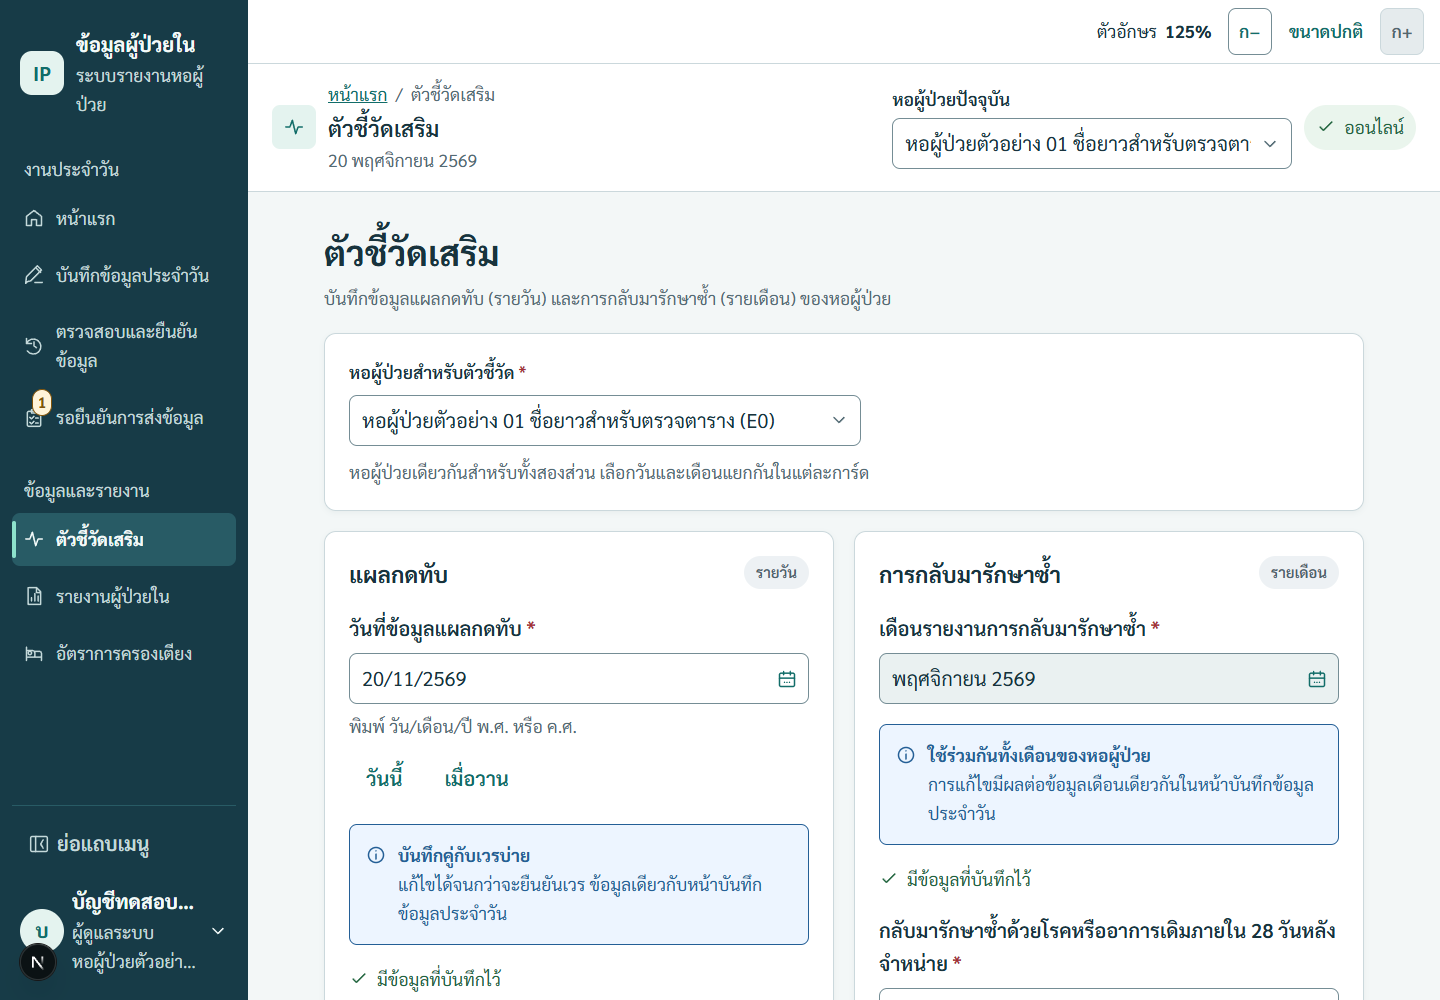 IP
ข้อมูลผู้ป่วยใน
ระบบรายงานหอผู้
ป่วย
งานประจำวัน
หน้าแรก
บันทึกข้อมูลประจำวัน
ตรวจสอบและยืนยัน
ข้อมูล
1
รอยืนยันการส่งข้อมูล
ข้อมูลและรายงาน
ตัวชี้วัดเสริม
รายงานผู้ป่วยใน
อัตราการครองเตียง
ย่อแถบเมนู
บ
บัญชีทดสอบ...
ผู้ดูแลระบบ
หอผู้ป่วยตัวอย่า...
N
ตัวอักษร 125% ก− ขนาดปกติ ก+
หน้าแรก / ตัวชี้วัดเสริม
ตัวชี้วัดเสริม
20 พฤศจิกายน 2569
หอผู้ป่วยปัจจุบัน
หอผู้ป่วยตัวอย่าง 01 ชื่อยาวสำหรับตรวจตา
ออนไลน์
ตัวชี้วัดเสริม
บันทึกข้อมูลแผลกดทับ (รายวัน) และการกลับมารักษาซ้ำ (รายเดือน) ของหอผู้ป่วย
หอผู้ป่วยสำหรับตัวชี้วัด *
หอผู้ป่วยตัวอย่าง 01 ชื่อยาวสำหรับตรวจตาราง (E0)
หอผู้ป่วยเดียวกันสำหรับทั้งสองส่วน เลือกวันและเดือนแยกกันในแต่ละการ์ด
แผลกดทับ
รายวัน
วันที่ข้อมูลแผลกดทับ *
20/11/2569
พิมพ์ วัน/เดือน/ปี พ.ศ. หรือ ค.ศ.
วันนี้ เมื่อวาน
บันทึกคู่กับเวรบ่าย
แก้ไขได้จนกว่าจะยืนยันเวร ข้อมูลเดียวกับหน้าบันทึก
ข้อมูลประจำวัน
มีข้อมูลที่บันทึกไว้
การกลับมารักษาซ้ำ
รายเดือน
เดือนรายงานการกลับมารักษาซ้ำ *
พฤศจิกายน 2569
ใช้ร่วมกันทั้งเดือนของหอผู้ป่วย
การแก้ไขมีผลต่อข้อมูลเดือนเดียวกันในหน้าบันทึกข้อมูล
ประจำวัน
มีข้อมูลที่บันทึกไว้
กลับมารักษาซ้ำด้วยโรคหรืออาการเดิมภายใน 28 วันหลัง
จำหน่าย *